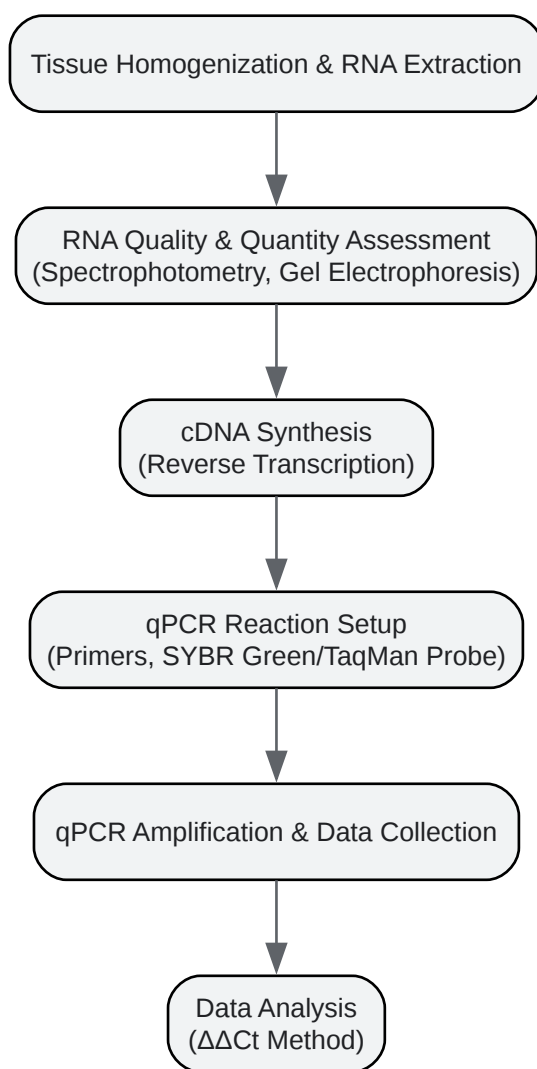 Tissue Homogenization & RNA Extraction
RNA Quality & Quantity Assessment
(Spectrophotometry, Gel Electrophoresis)
cDNA Synthesis
(Reverse Transcription)
qPCR Reaction Setup
(Primers, SYBR Green/TaqMan Probe)
qPCR Amplification & Data Collection
Data Analysis
(ΔΔCt Method)